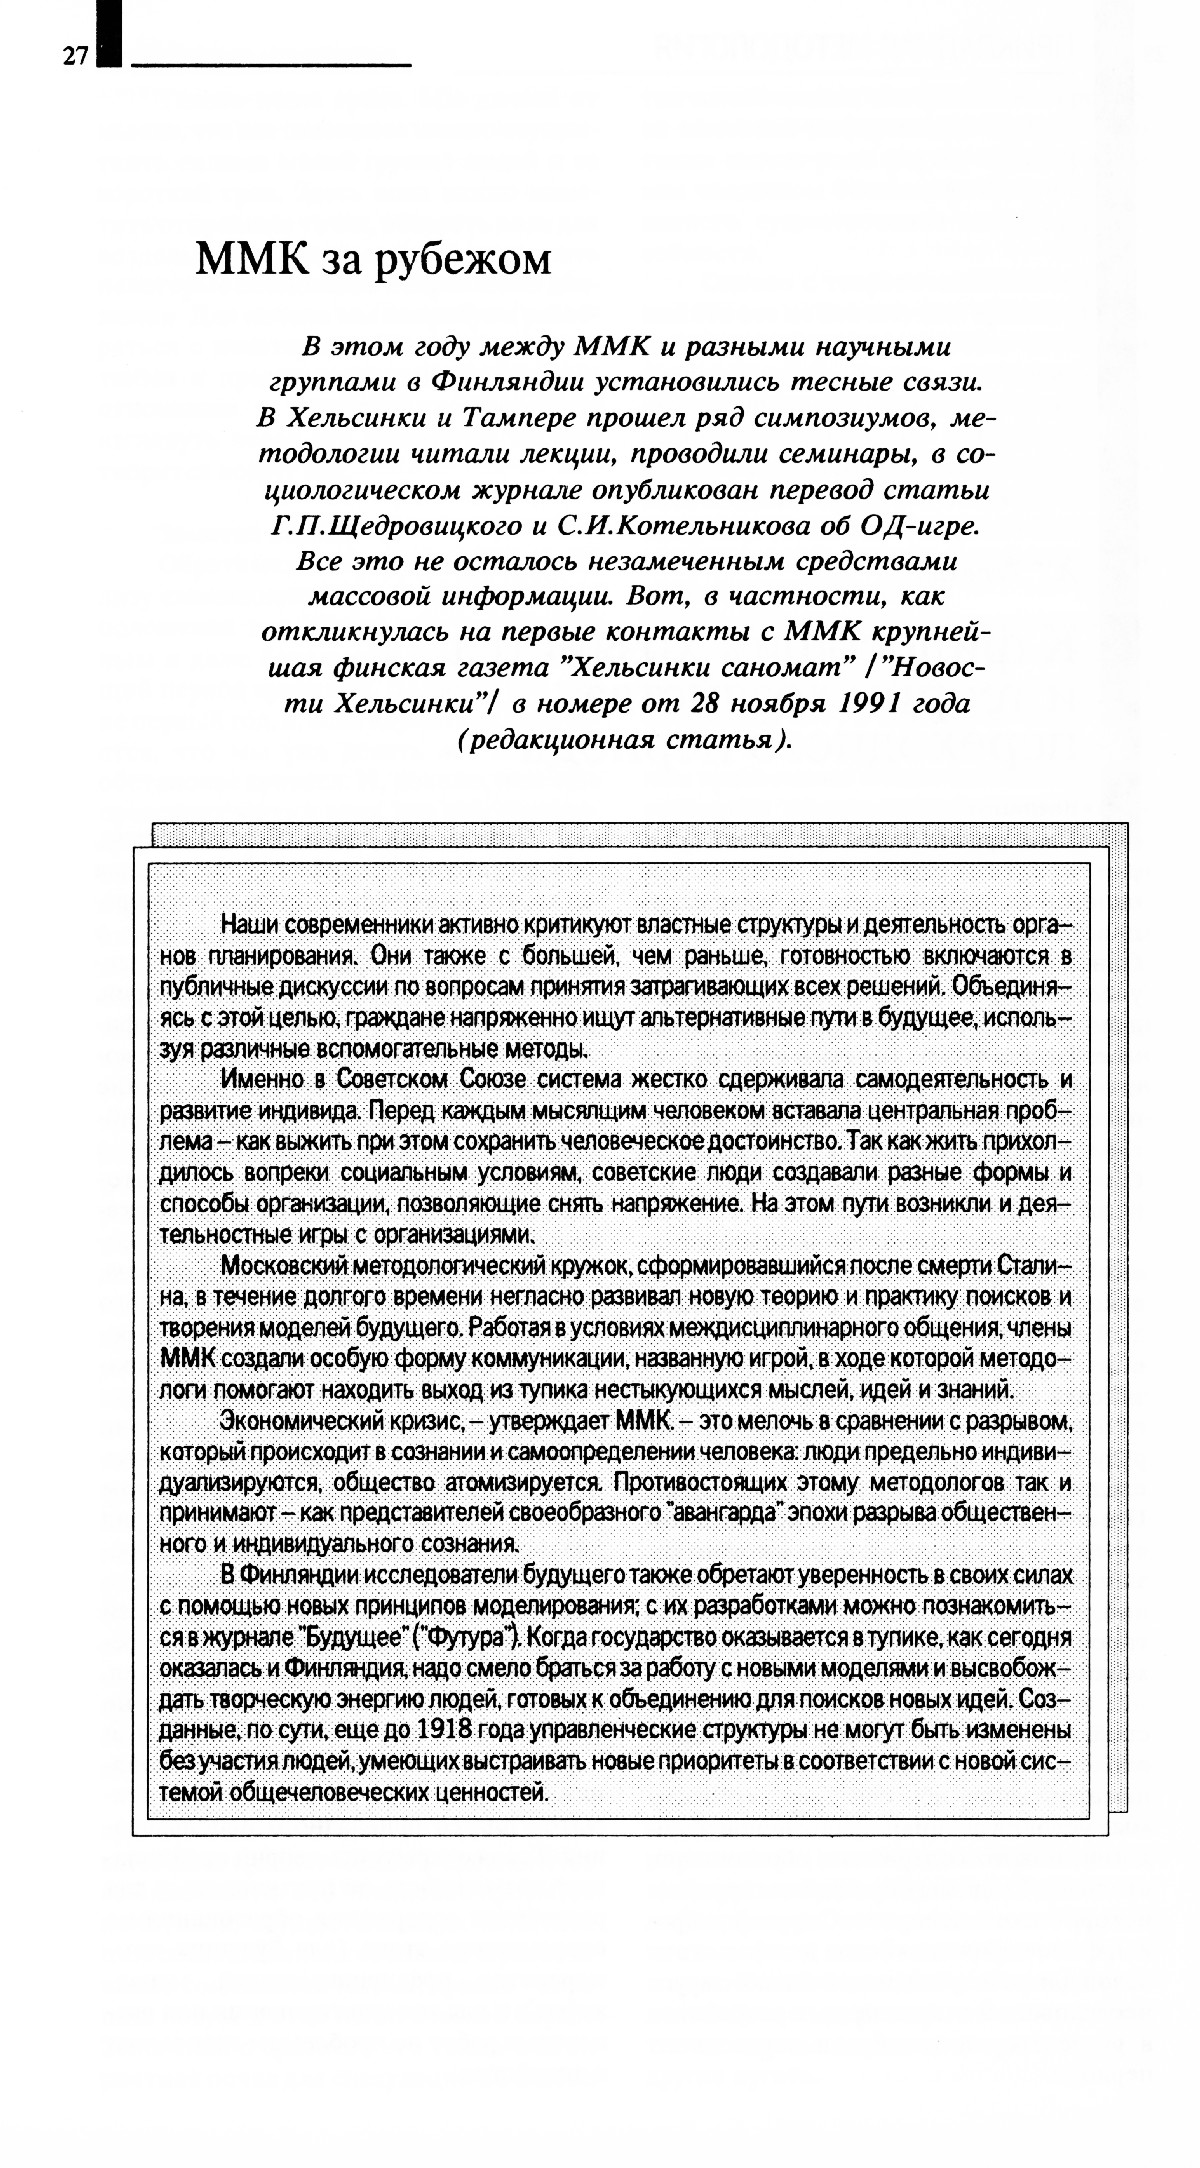 27
ММК за рубежом
В этом году между ММК и разными научными
группами в Финляндии установились тесные связи.
В Хельсинки и Тампере прошел ряд симпозиумов, ме-
тодологии читали лекции, проводили семинары, в со-
циологическом журнале опубликован перевод статьи
Г.П.Щедровицкого и С.И.Котельникова об ОД-игре.
Все это не осталось незамеченным средствами
массовой информации. Вот, в частности, как
откликнулась на первые контакты с ММК крупней-
шая финская газета ”Хельсинки саномат” /”Новос-
ти Хельсинки”/ в номере от 28 ноября 1991 года
(редакционная статья).
Наши современники активно критикуют властные структуры и деятельность орга-
нов планирования. Они также с большей, чем раньше, готовностью включаются в
публичные дискуссии по вопросам принятия затрагивающих всех решений. Объединя-
ясь с этой целью, граждане напряженно ищут альтернативные пути в будущее, исполь-
зуя различные вспомогательные методы.
Именно в Советском Союзе система жестко сдерживала самодеятельность и
развитие индивида. Перед каждым мысялщим человеком вставала центральная проб-
лема – как выжить при этом сохранить человеческое достоинство. Так как жить прихол-
дилось вопреки социальным условиям, советские люди создавали разные формы и
способы организации, позволяющие снять напряжение. На этом пути возникли и дея-
тельностные игры с организациями.
Московский методологический кружок, сформировавшийся после смерти Стали-
на, в течение долгого времени негласно развивал новую теорию и практику поисков и
творения моделей будущего. Работая в условиях междисциплинарного общения, члены
ММК создали особую форму коммуникации, названную игрой, в ходе которой методо-
логи помогают находить выход из тупика нестыкующихся мыслей, идей и знаний.
Экономический кризис, – утверждает ММК. – это мелочь в сравнении с разрывом,
который происходит в сознании и самоопределении человека: люди предельно индиви-
дуализируются, общество атомизируется. Противостоящих этому методологов так и
принимают – как представителей своеобразного "авангарда" эпохи разрыва обществен-
ного и индивидуального сознания.
В Финляндии исследователи будущего также обретают уверенность в своих силах
с помощью новых принципов моделирования; с их разработками можно познакомить-
ся в журнале "Будущее" ("Футура"). Когда государство оказывается в тупике, как сегодня
оказалась и Финляндия, надо смело браться за работу с новыми моделями и высвобож-
дать творческую энергию людей, готовых к объединению для поисков новых идей. Соз-
данные, по сути, еще до 1918 года управленческие структуры не могут быть изменены
без участия людей, умеющих выстраивать новые приоритеты в соответствии с новой сис-
темой общечеловеческих ценностей.